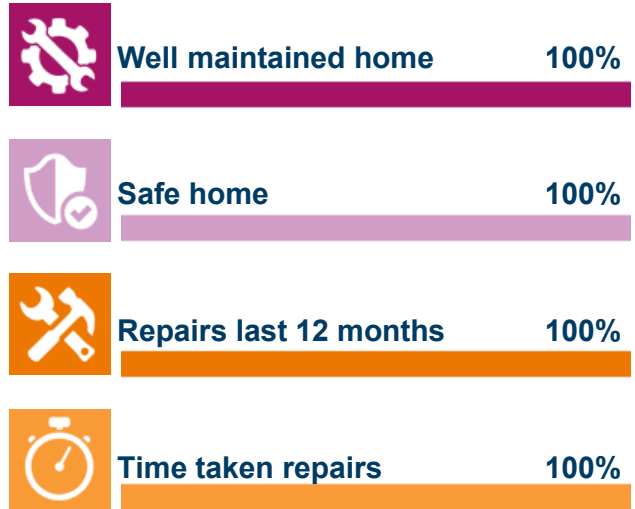 Well maintained home 100%
Safe home 100%
Repairs last 12 months 100%
Time taken repairs 100%